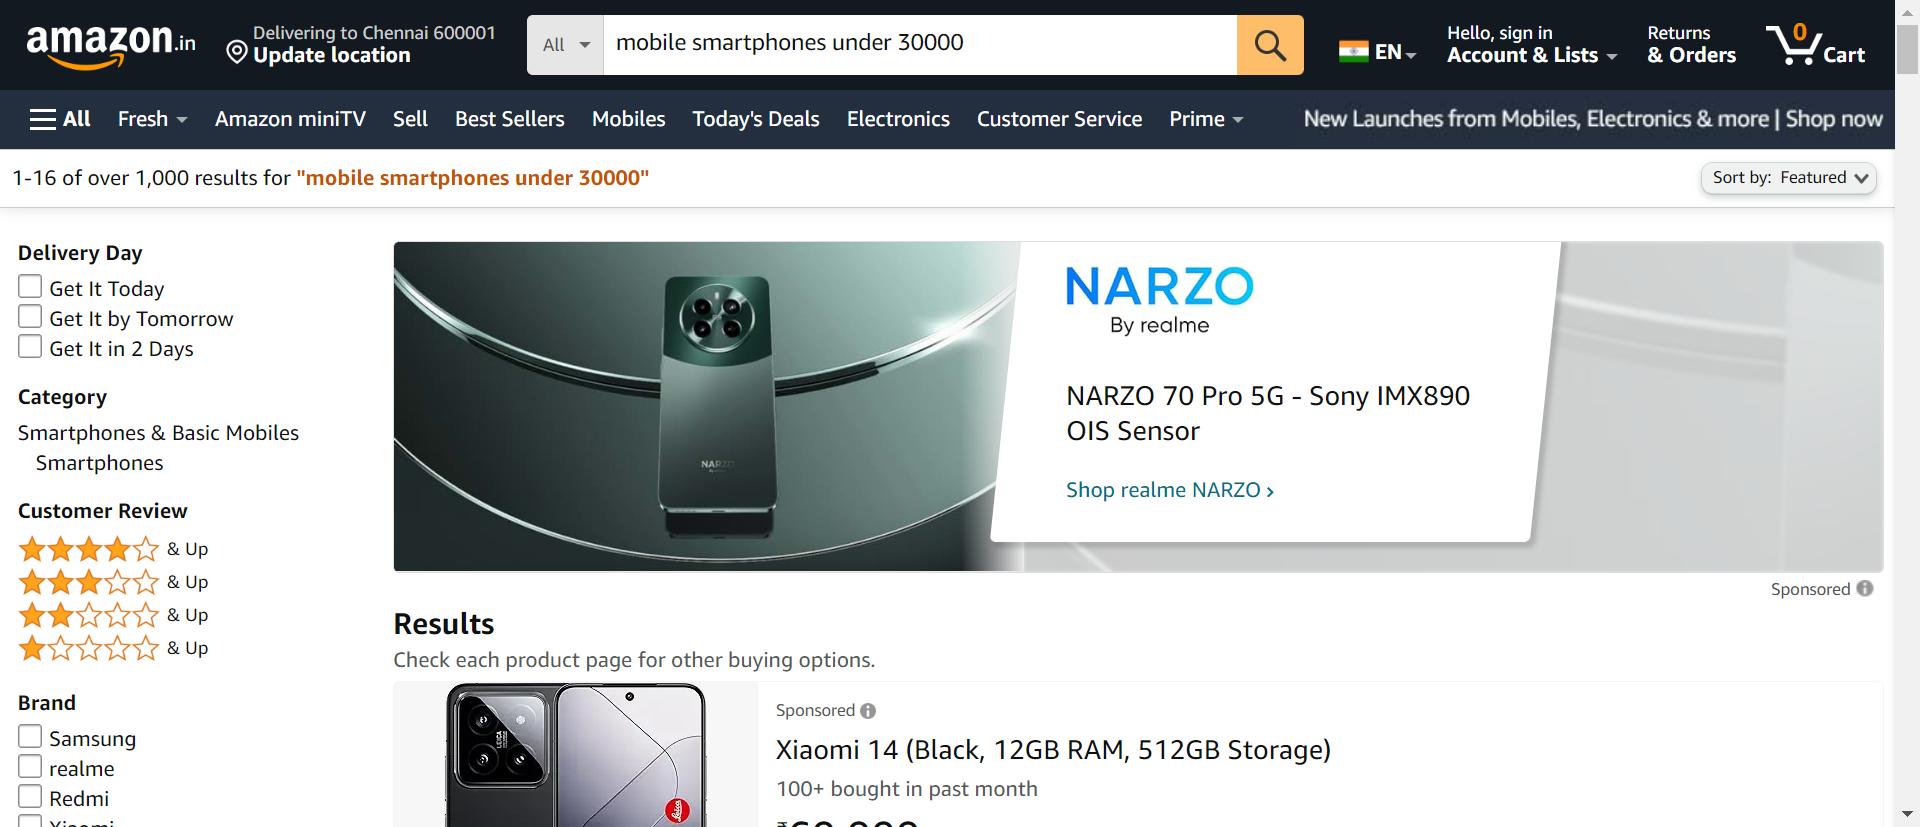 amazon.in
Delivering to Chennai 600001
Update location
All
mobile smartphones under 30000
EN
Hello, sign in
Account & Lists
Returns
& Orders
0
Cart
All
Fresh
Amazon miniTV
Sell
Best Sellers
Mobiles
Today's Deals
Electronics
Customer Service
Prime
New Launches from Mobiles, Electronics & more | Shop now
1-16 of over 1,000 results for "mobile smartphones under 30000"
Sort by: Featured
Delivery Day
Get It Today
Get It by Tomorrow
Get It in 2 Days
Category
Smartphones & Basic Mobiles
Smartphones
Customer Review
& Up
& Up
& Up
& Up
Brand
Samsung
realme
Redmi
NARZO
NARZO
By realme
NARZO 70 Pro 5G - Sony IMX890
OIS Sensor
Shop realme NARZO ›
Sponsored
Results
Check each product page for other buying options.
LEICA
Leica
Sponsored
Xiaomi 14 (Black, 12GB RAM, 512GB Storage)
100+ bought in past month